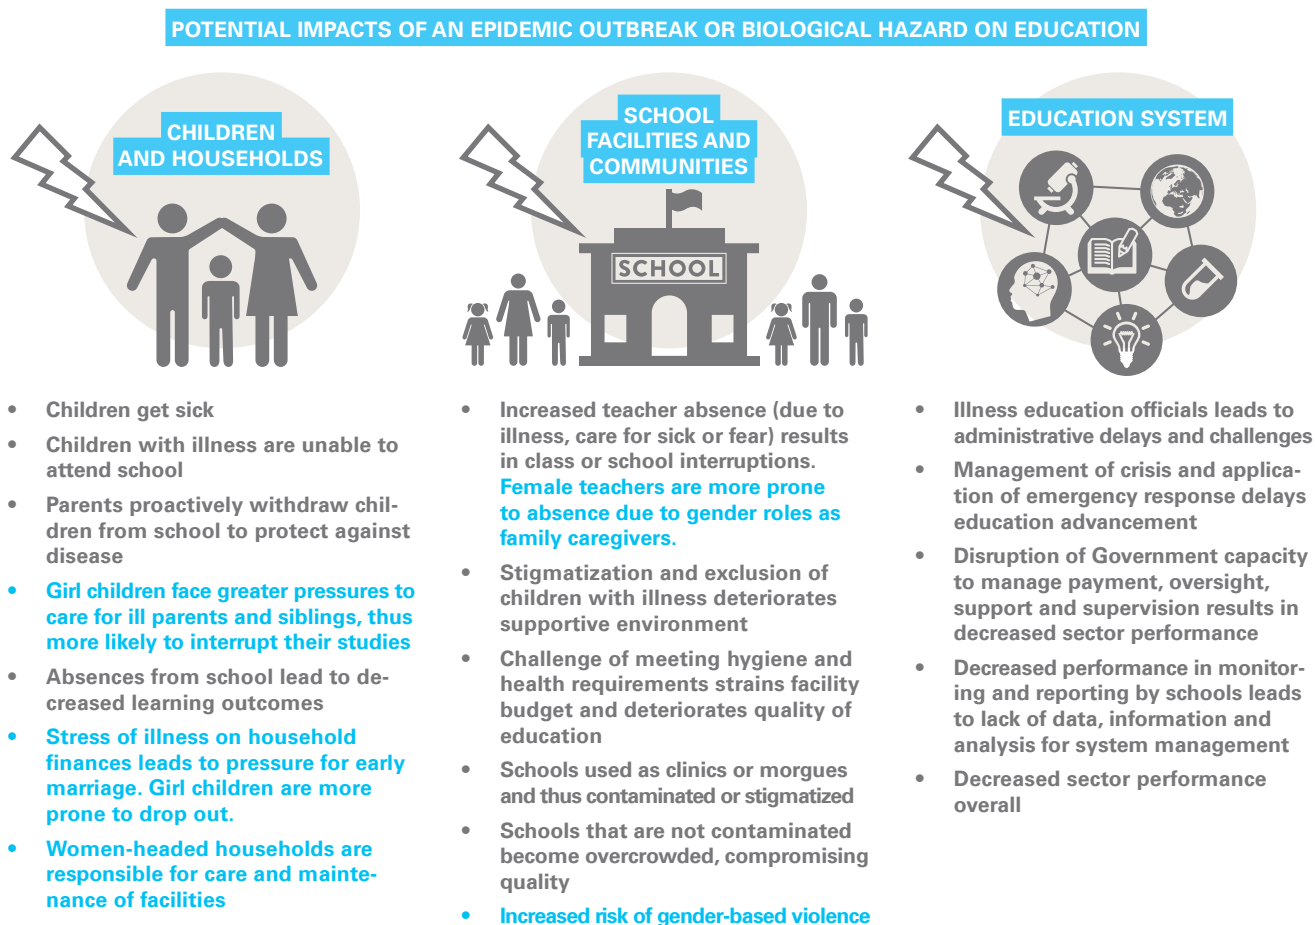 POTENTIAL IMPACTS OF AN EPIDEMIC OUTBREAK OR BIOLOGICAL HAZARD ON EDUCATION
CHILDREN
AND HOUSEHOLDS
• Children get sick
• Children with illness are unable to
attend school
• Parents proactively withdraw chil-
dren from school to protect against
disease
• Girl children face greater pressures to
care for ill parents and siblings, thus
more likely to interrupt their studies
• Absences from school lead to de-
creased learning outcomes
• Stress of illness on household
finances leads to pressure for early
marriage. Girl children are more
prone to drop out.
• Women-headed households are
responsible for care and mainte-
nance of facilities
SCHOOL
FACILITIES AND
COMMUNITIES
SCHOOL
• Increased teacher absence (due to
illness, care for sick or fear) results
in class or school interruptions.
Female teachers are more prone
to absence due to gender roles as
family caregivers.
• Stigmatization and exclusion of
children with illness deteriorates
supportive environment
• Challenge of meeting hygiene and
health requirements strains facility
budget and deteriorates quality of
education
• Schools used as clinics or morgues
and thus contaminated or stigmatized
• Schools that are not contaminated
become overcrowded, compromising
quality
• Increased risk of gender-based violence
EDUCATION SYSTEM
• Illness education officials leads to
administrative delays and challenges
• Management of crisis and applica-
tion of emergency response delays
education advancement
• Disruption of Government capacity
to manage payment, oversight,
support and supervision results in
decreased sector performance
• Decreased performance in monitor-
ing and reporting by schools leads
to lack of data, information and
analysis for system management
• Decreased sector performance
overall